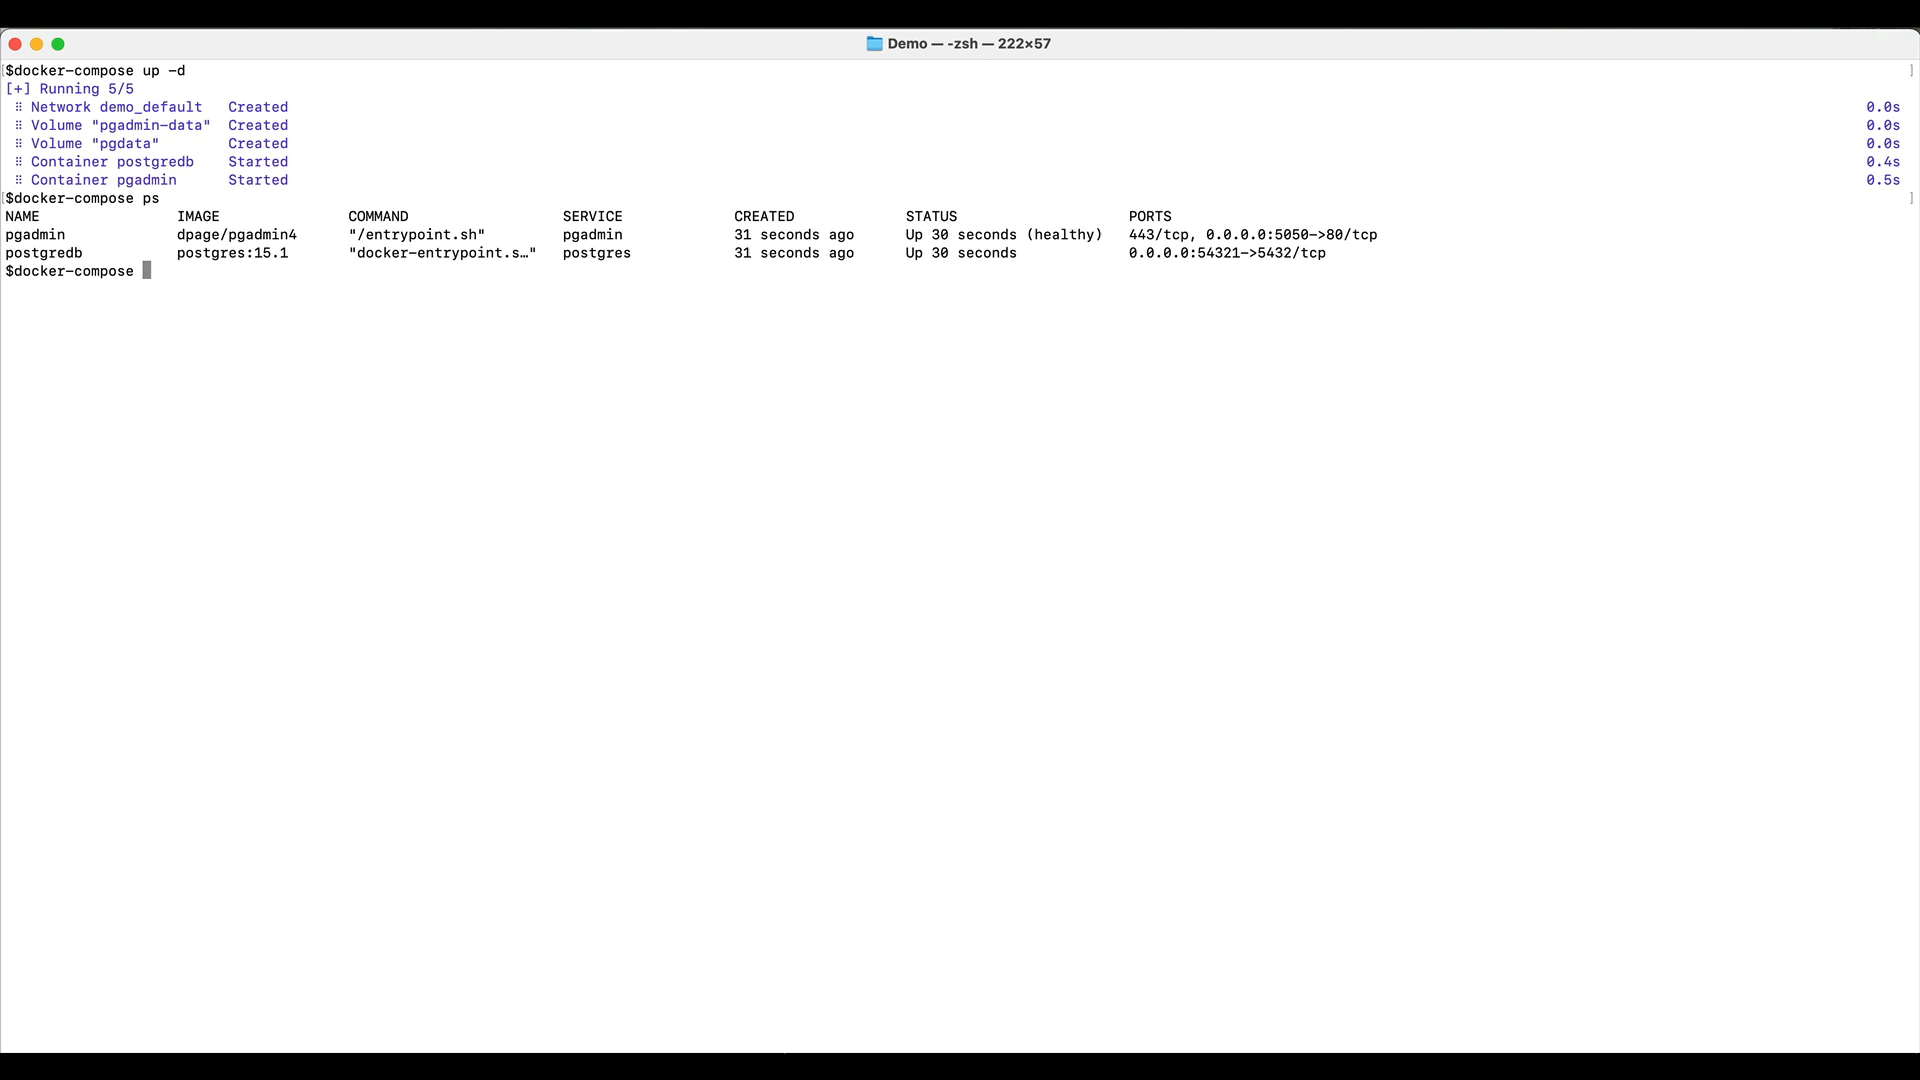 Demo — -zsh — 222×57
$docker-compose up -d
[+] Running 5/5
⠿ Network demo_default   Created   0.0s
⠿ Volume "pgadmin-data"  Created   0.0s
⠿ Volume "pgdata"        Created   0.0s
⠿ Container postgredb    Started   0.4s
⠿ Container pgadmin      Started   0.5s
$docker-compose ps
NAME                IMAGE               COMMAND                  SERVICE             CREATED             STATUS                    PORTS
pgadmin             dpage/pgadmin4      "/entrypoint.sh"         pgadmin             31 seconds ago      Up 30 seconds (healthy)   443/tcp, 0.0.0.0:5050->80/tcp
postgredb           postgres:15.1       "docker-entrypoint.s…"   postgres            31 seconds ago      Up 30 seconds             0.0.0.0:54321->5432/tcp
$docker-compose